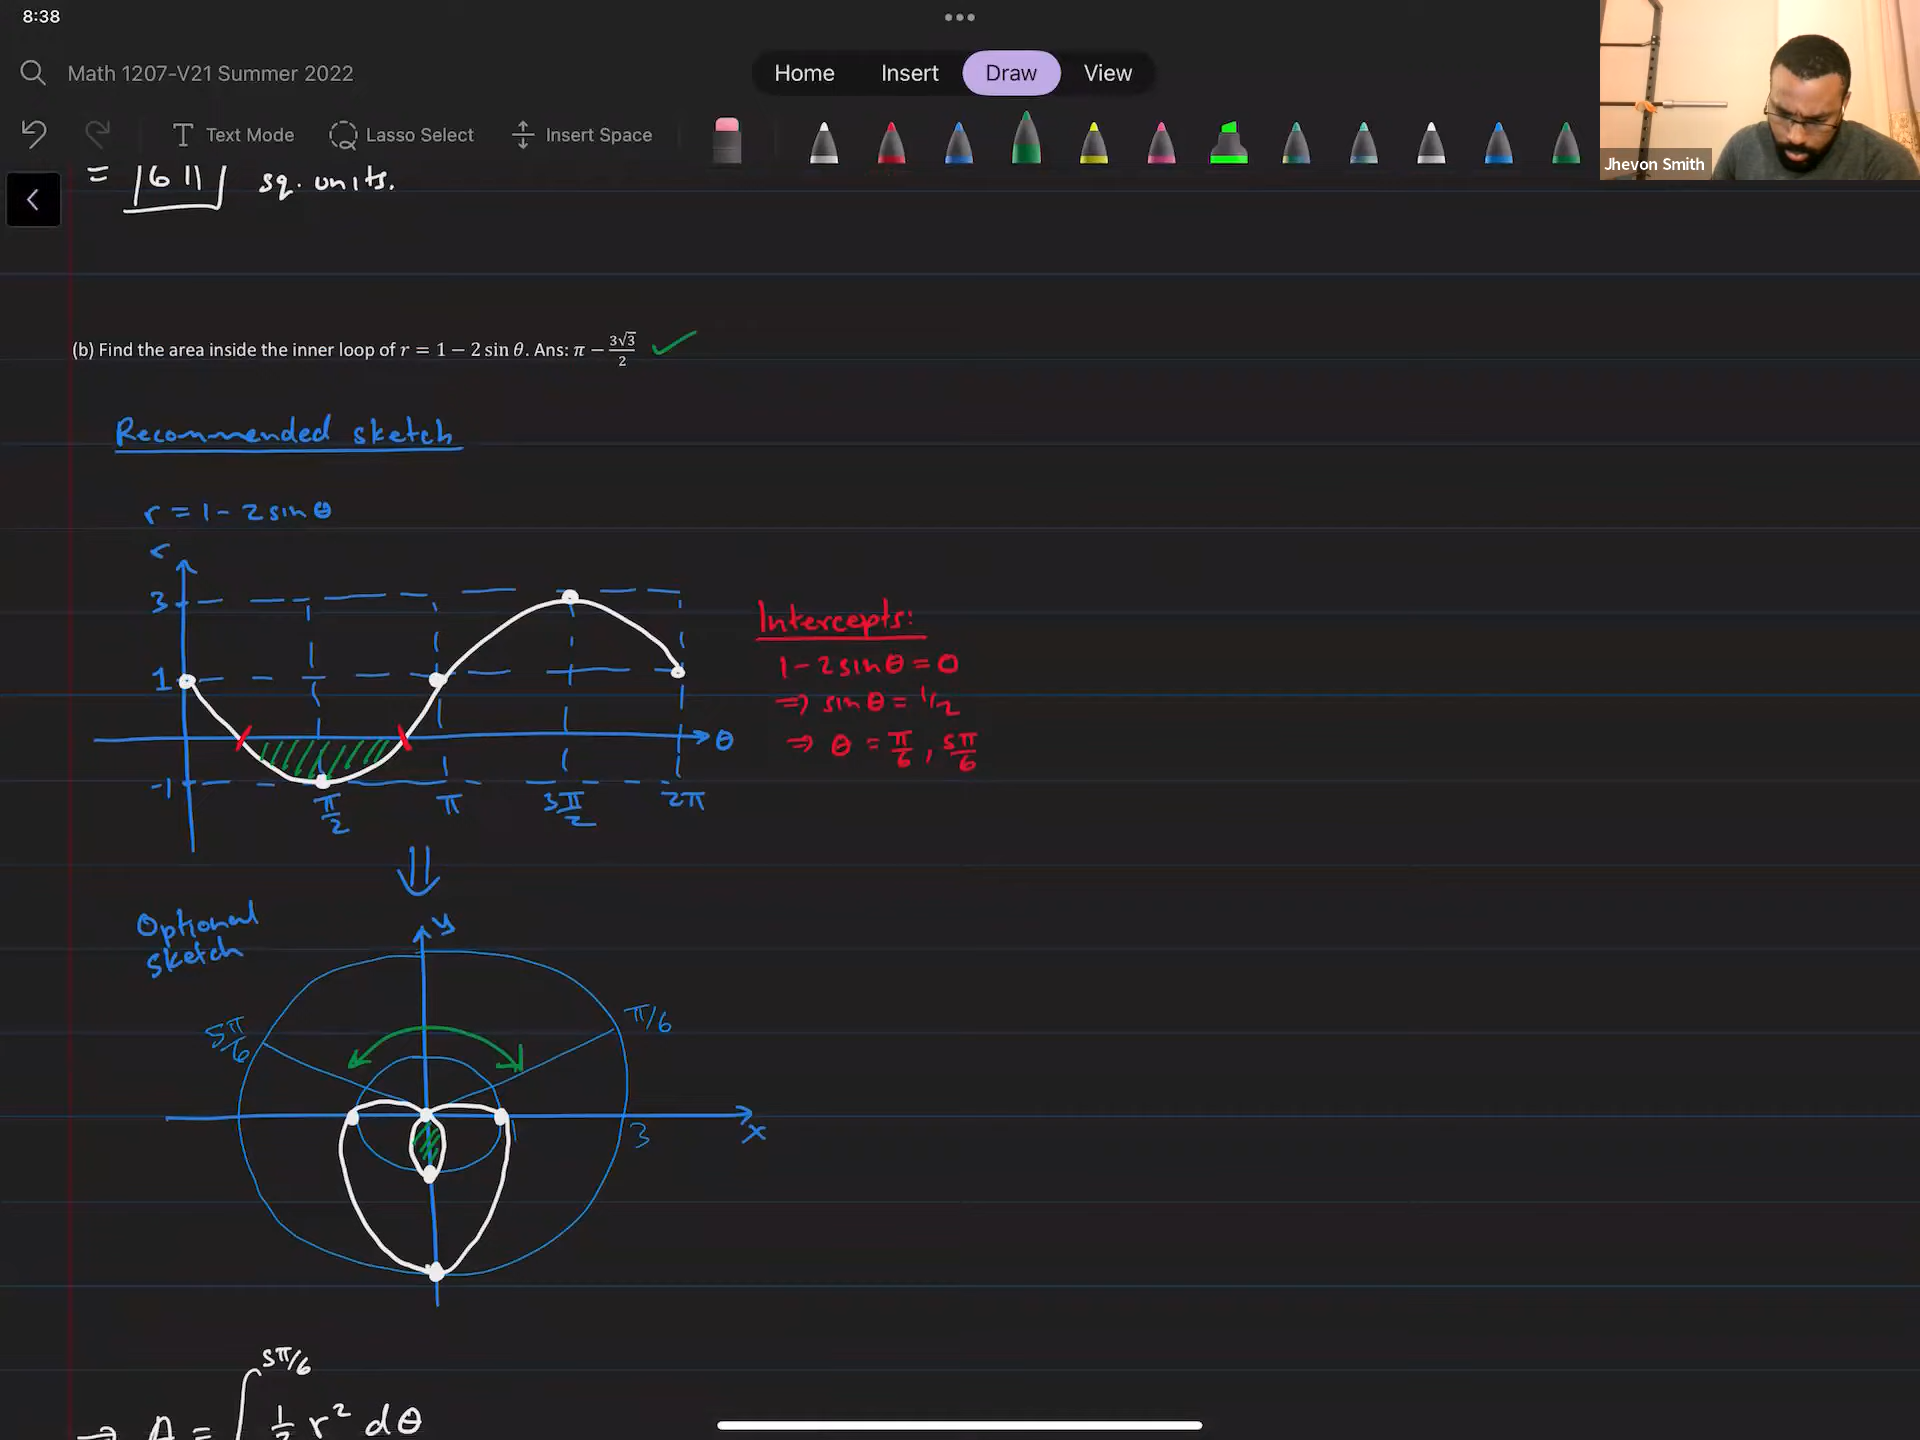 8:38
Math 1207-V21 Summer 2022
Home Insert Draw View
Text Mode Lasso Select Insert Space
Jhevon Smith
= 16π sq. units.
(b) Find the area inside the inner loop of r = 1 − 2 sin θ. Ans: π − 3√3/2 ✓
Recommended sketch
r = 1 - 2 sin θ
r
3
1
-1
π/2 π 3π/2 2π
θ
Intercepts:
1 - 2 sin θ = 0
⇒ sin θ = 1/2
⇒ θ = π/6, 5π/6
⇓
Optional
sketch
y
5π/6
π/6
1
3
x
5π/6
⇒ A = ∫ 1/2 r² dθ